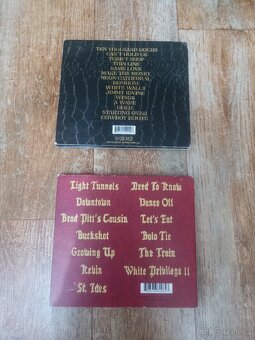 TEN THOUSAND HOURS
CAN'T HOLD US
THRIFT SHOP
THIN LINE
SAME LOVE
MAKE THE MONEY
NEON CATHEDRAL
BOMBOM
WHITE WALLS
JIMMY IOVINE
WINGS
A WAKE
GOLD
STARTING OVER
COWBOY BOOTS
Light Tunnels
Need To Know
Downtown
Dance Off
Brad Pitt's Cousin
Let's Eat
Buckshot
Bolo Tie
Growing Up
The Train
Kevin
White Privilege II
St. Ides